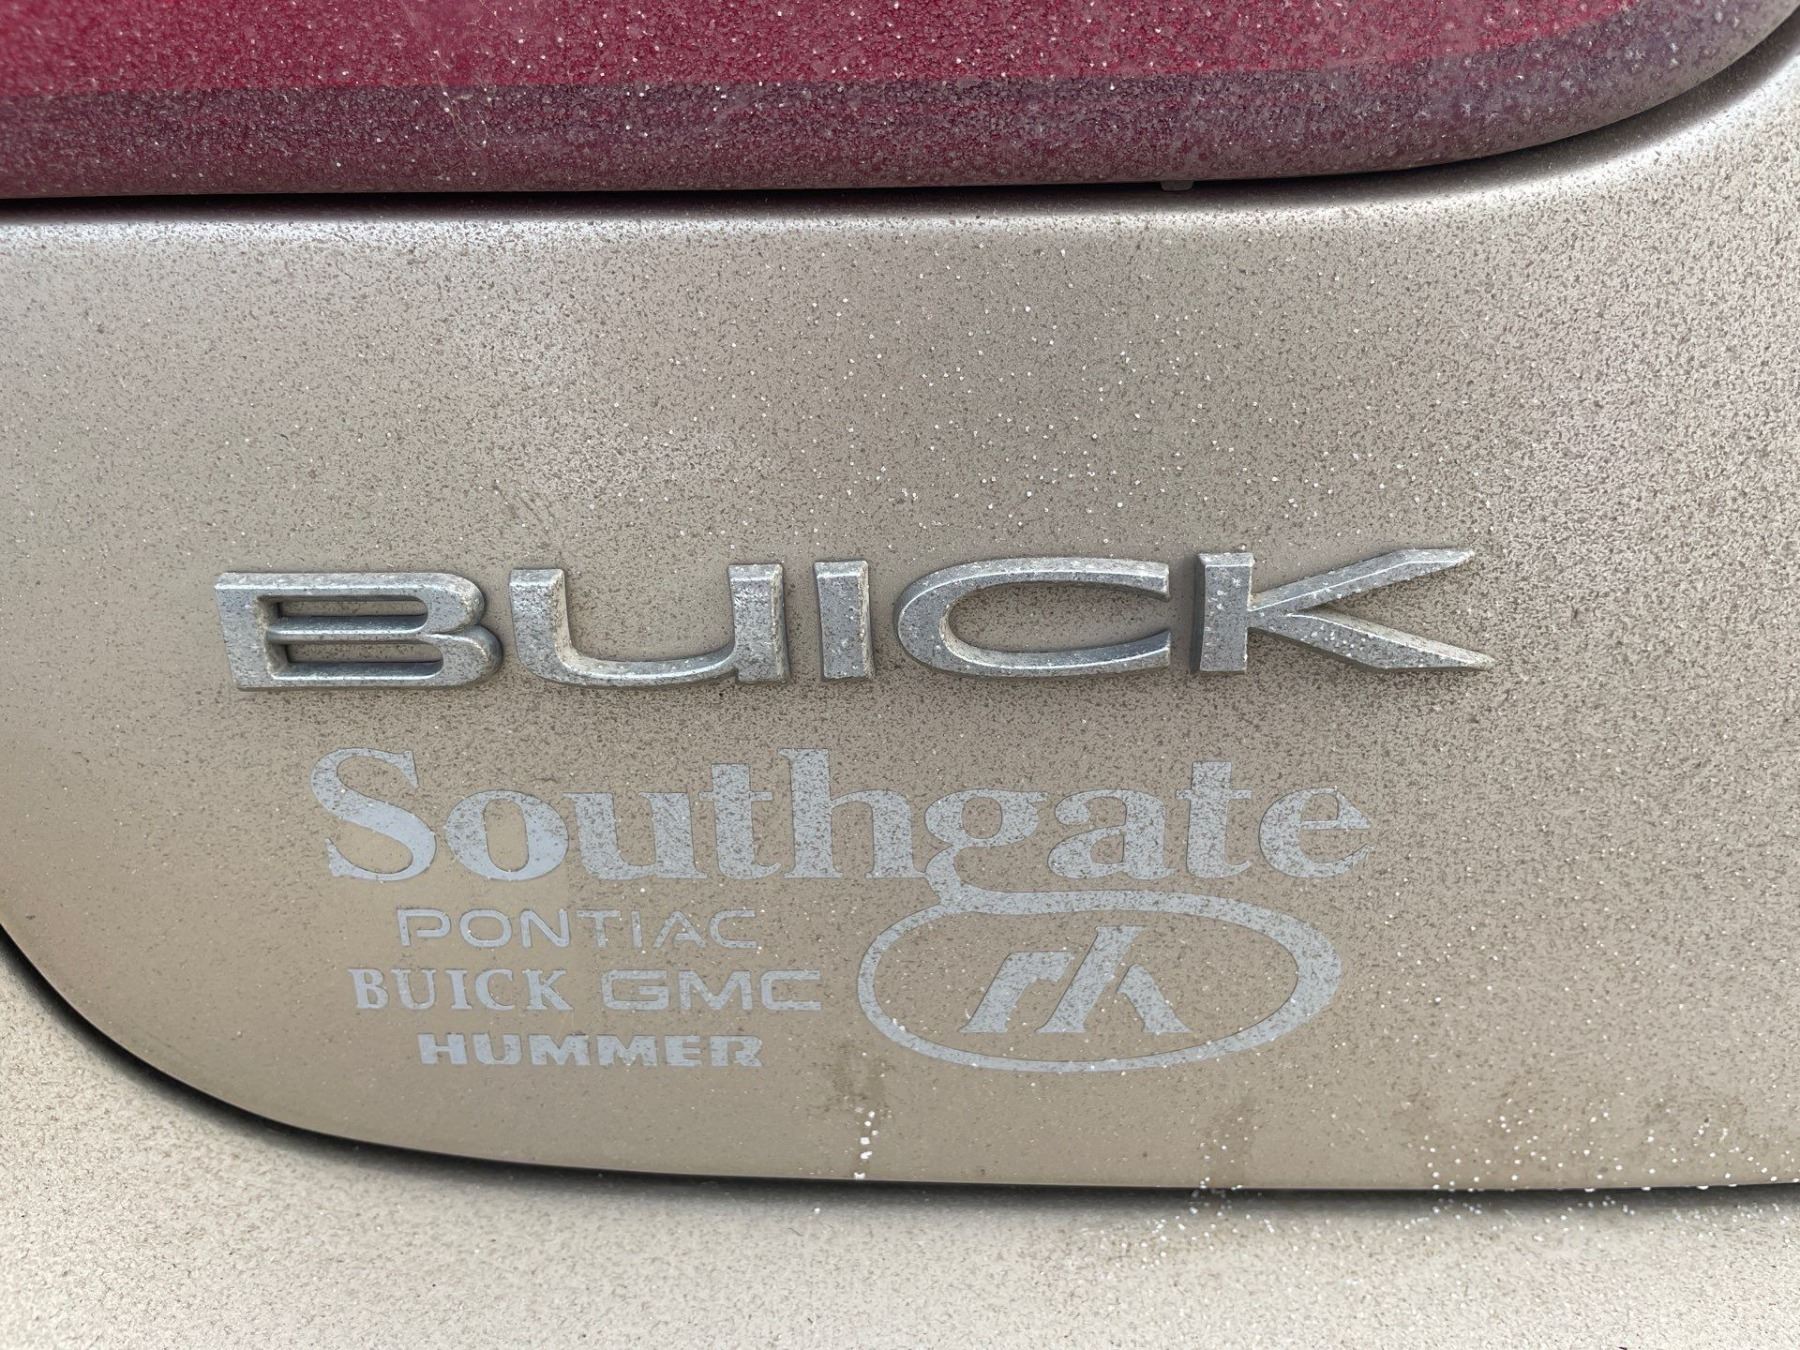 BUICK
Southgate
PONTIAC
BUICK GMC
HUMMER
rh